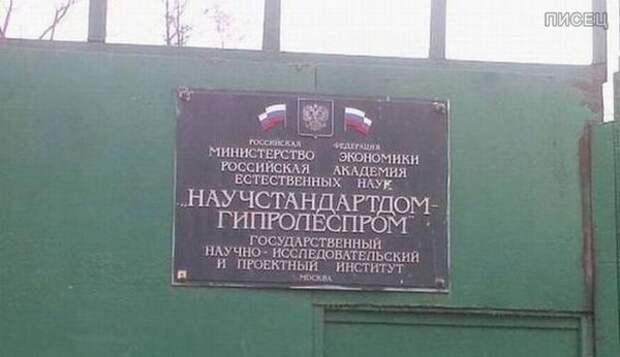 ПИСЕЦ
РОССИЙСКАЯ ФЕДЕРАЦИЯ
МИНИСТЕРСТВО ЭКОНОМИКИ
РОССИЙСКАЯ АКАДЕМИЯ
ЕСТЕСТВЕННЫХ НАУК
„НАУЧСТАНДАРТДОМ-
ГИПРОЛЕСПРОМ"
ГОСУДАРСТВЕННЫЙ
НАУЧНО-ИССЛЕДОВАТЕЛЬСКИЙ
И ПРОЕКТНЫЙ ИНСТИТУТ
МОСКВА